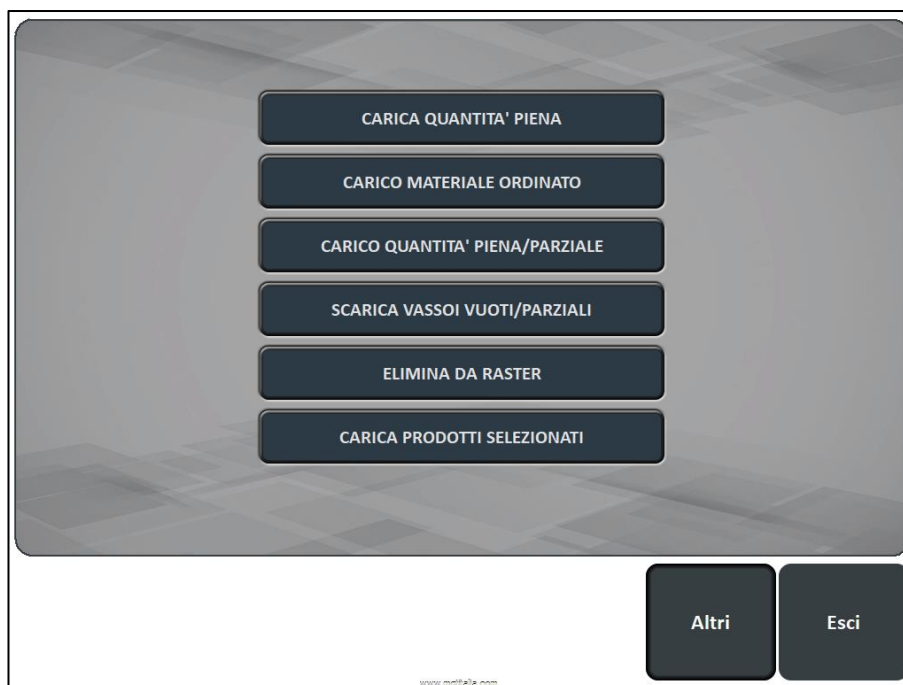 CARICA QUANTITA' PIENA
CARICO MATERIALE ORDINATO
CARICO QUANTITA' PIENA/PARZIALE
SCARICA VASSOI VUOTI/PARZIALI
ELIMINA DA RASTER
CARICA PRODOTTI SELEZIONATI
Altri
Esci